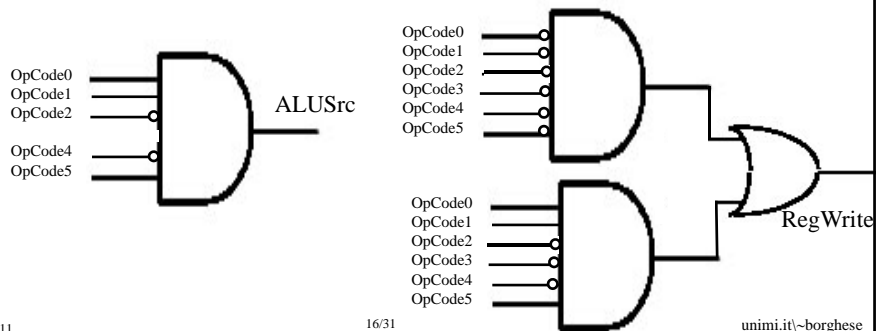 OpCode0
OpCode1
OpCode2
OpCode4
OpCode5
ALUSrc
OpCode0
OpCode1
OpCode2
OpCode3
OpCode4
OpCode5
OpCode0
OpCode1
OpCode2
OpCode3
OpCode4
OpCode5
RegWrite
11
16/31
unimi.it\~borghese